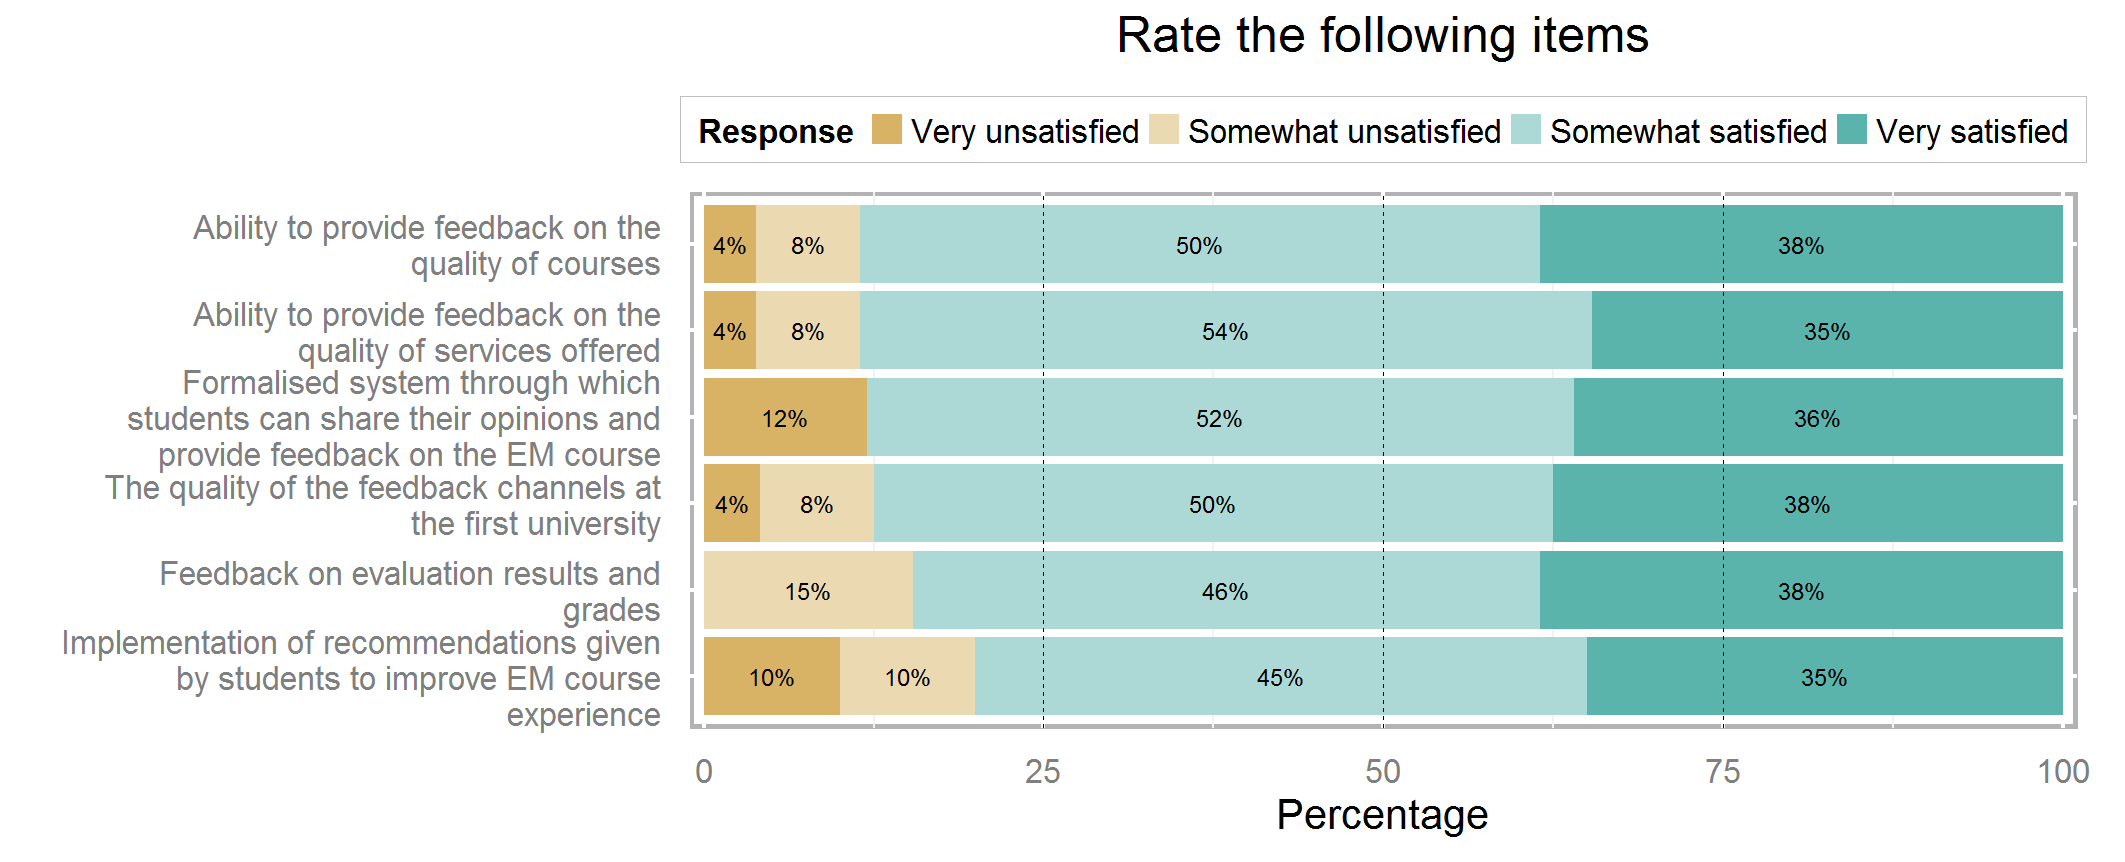 Rate the following items
Response Very unsatisfied Somewhat unsatisfied Somewhat satisfied Very satisfied
Ability to provide feedback on the
quality of courses
4% 8% 50% 38%
Ability to provide feedback on the
quality of services offered
4% 8% 54% 35%
Formalised system through which
students can share their opinions and
provide feedback on the EM course
12% 52% 36%
The quality of the feedback channels at
the first university
4% 8% 50% 38%
Feedback on evaluation results and
grades
15% 46% 38%
Implementation of recommendations given
by students to improve EM course
experience
10% 10% 45% 35%
0 25 50 75 100
Percentage